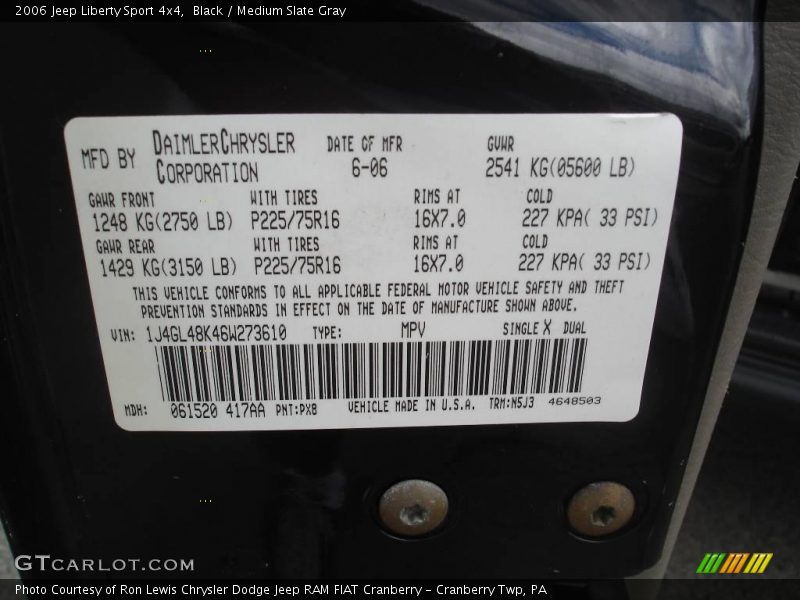 2006 Jeep Liberty Sport 4x4,  Black / Medium Slate Gray
MFD BY DAIMLERCHRYSLER CORPORATION DATE OF MFR 6-06 GVWR 2541 KG(05600 LB)
GAWR FRONT WITH TIRES RIMS AT COLD
1248 KG(2750 LB) P225/75R16 16X7.0 227 KPA( 33 PSI)
GAWR REAR WITH TIRES RIMS AT COLD
1429 KG(3150 LB) P225/75R16 16X7.0 227 KPA( 33 PSI)
THIS VEHICLE CONFORMS TO ALL APPLICABLE FEDERAL MOTOR VEHICLE SAFETY AND THEFT
PREVENTION STANDARDS IN EFFECT ON THE DATE OF MANUFACTURE SHOWN ABOVE.
VIN: 1J4GL48K46W273610 TYPE: MPV SINGLE X DUAL
MDH: 061520 417AA PNT:PX8 VEHICLE MADE IN U.S.A. TRM:N5J3 4648503
GTCARLOT.COM
Photo Courtesy of Ron Lewis Chrysler Dodge Jeep RAM FIAT Cranberry – Cranberry Twp, PA